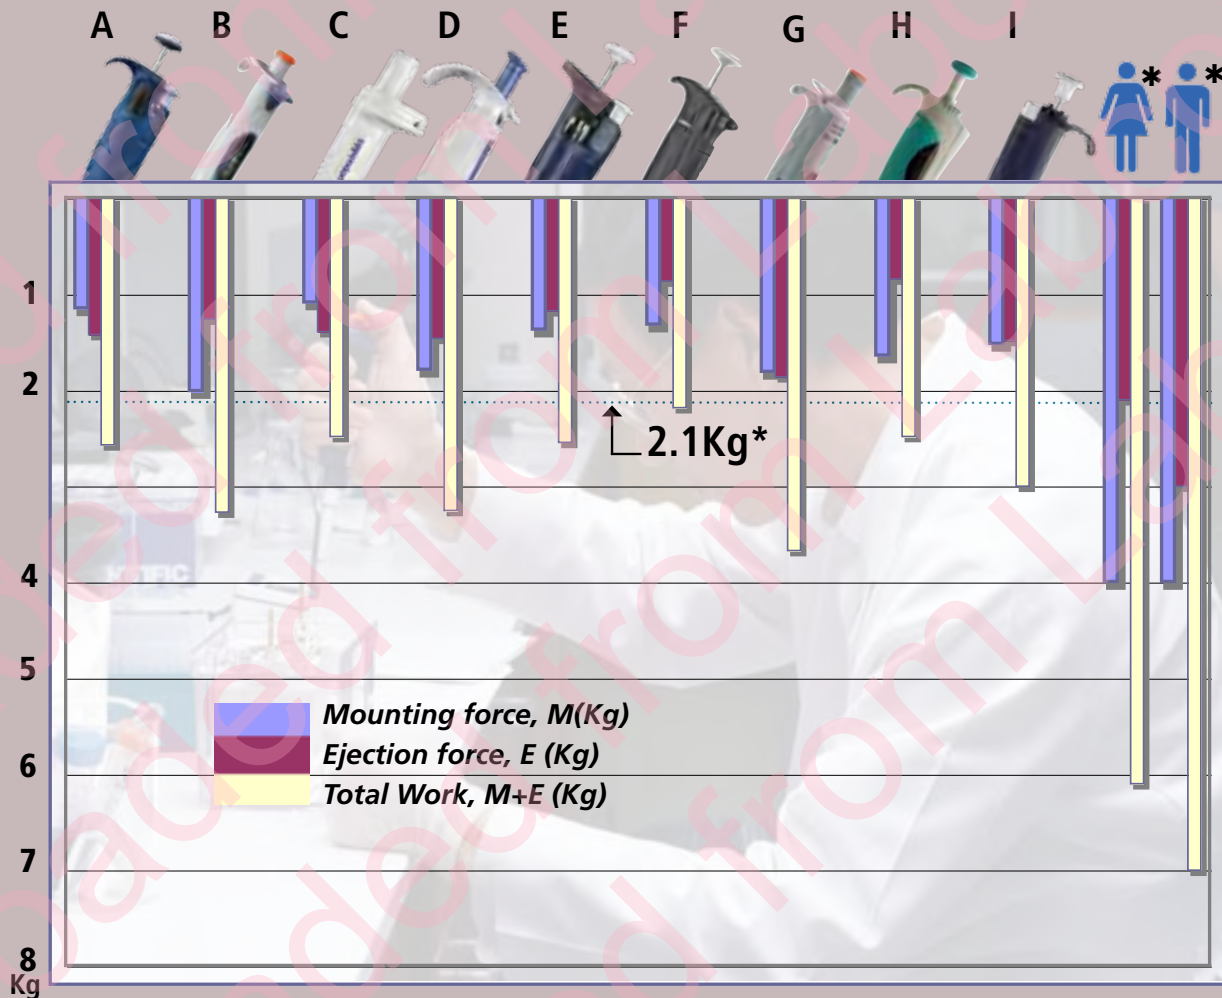 A B C D E F G H I
* *
1
2
2.1Kg*
4
5
Mounting force, M(Kg)
Ejection force, E (Kg)
6
Total Work, M+E (Kg)
7
8
Kg